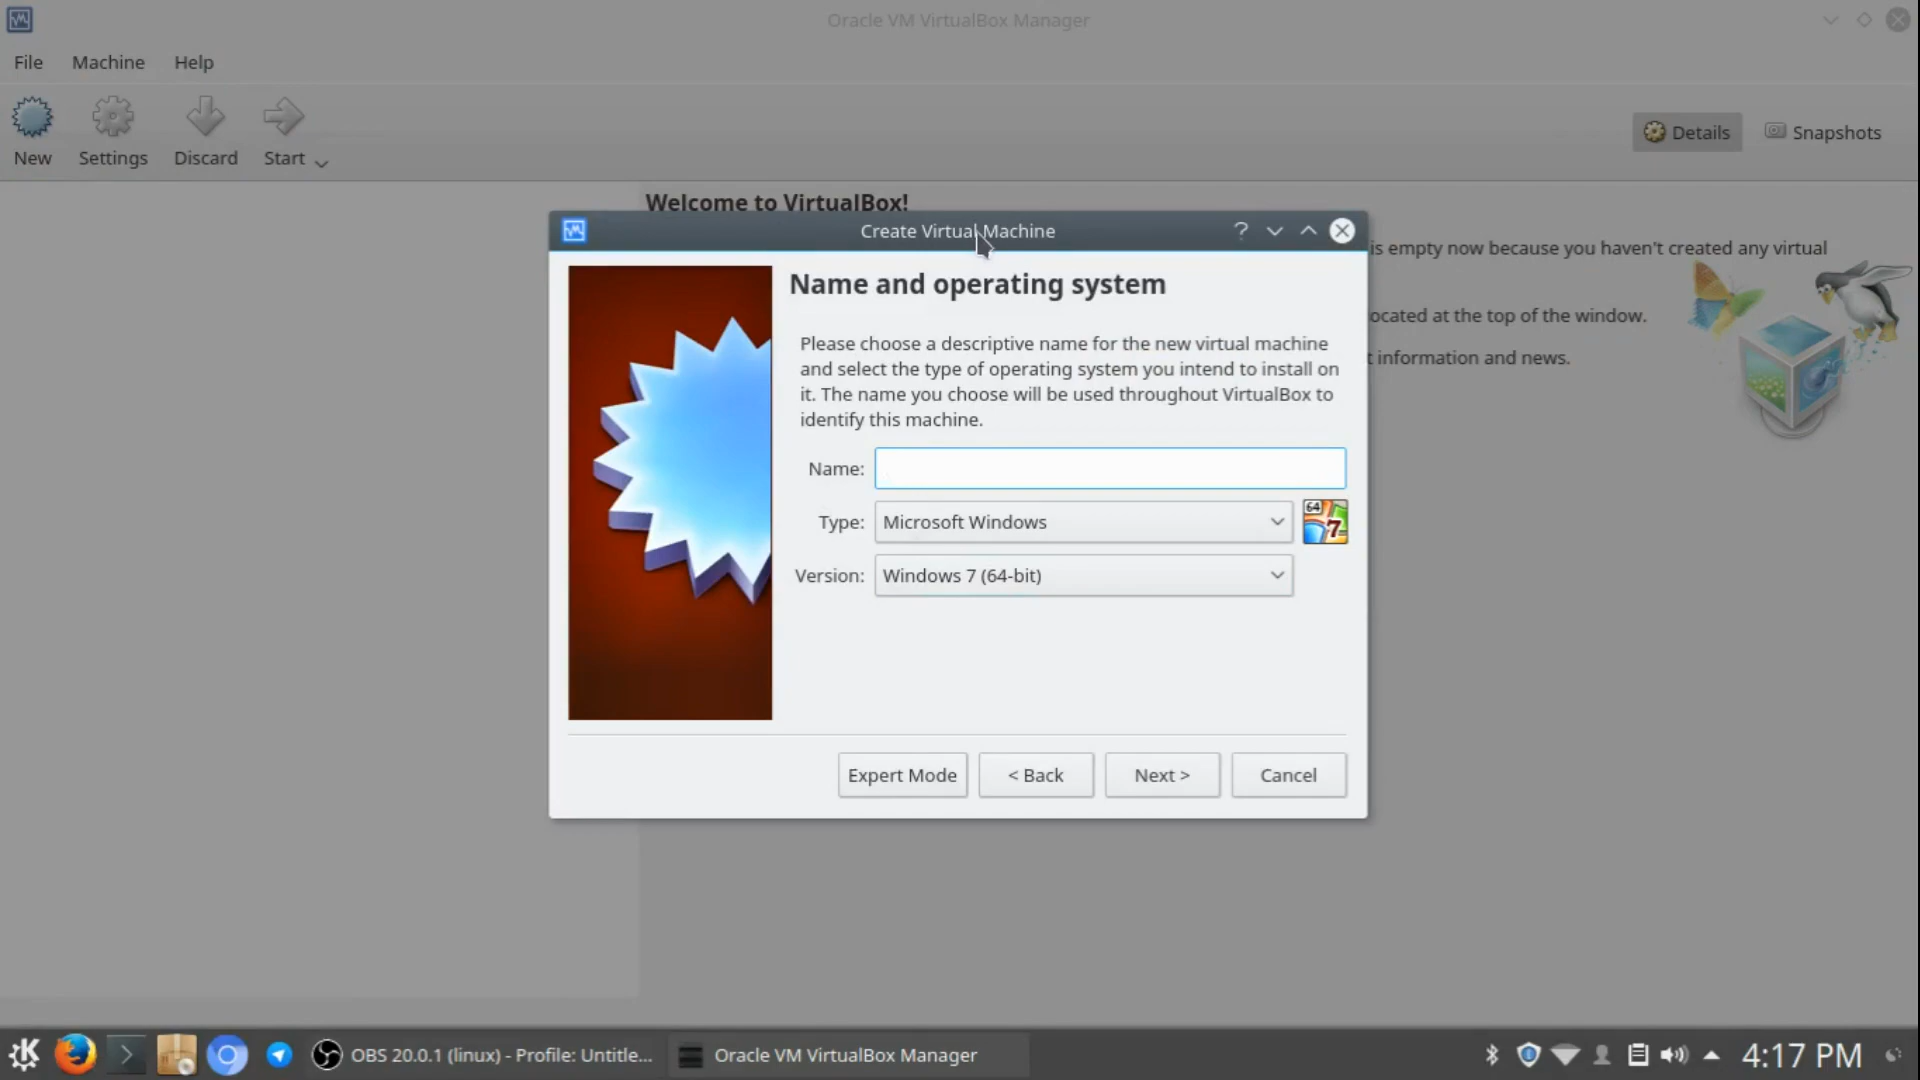 Oracle VM VirtualBox Manager
File Machine Help
New Settings Discard Start
Details Snapshots
Welcome to VirtualBox!
Create Virtual Machine
is empty now because you haven't created any virtual
ocated at the top of the window.
t information and news.
Name and operating system
Please choose a descriptive name for the new virtual machine
and select the type of operating system you intend to install on
it. The name you choose will be used throughout VirtualBox to
identify this machine.
Name:
Type: Microsoft Windows
64
7
Version: Windows 7 (64-bit)
Expert Mode < Back Next > Cancel
OBS 20.0.1 (linux) - Profile: Untitle... Oracle VM VirtualBox Manager 4:17 PM